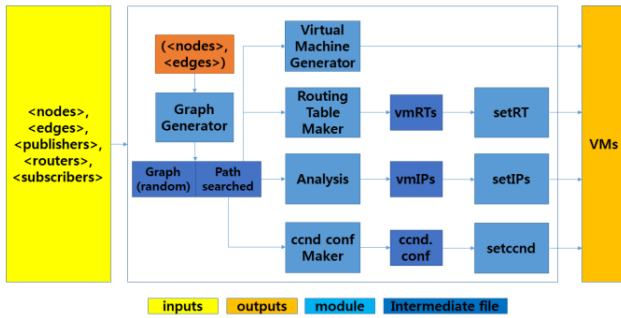 <nodes>,
<edges>,
<publishers>,
<routers>,
<subscribers>
(<nodes>,
<edges>)
Graph
Generator
Graph
(random)
Path
searched
Virtual
Machine
Generator
Routing
Table
Maker
vmRTs
setRT
Analysis
vmIPs
setIPs
ccnd conf
Maker
ccnd.
conf
setccnd
VMs
inputs
outputs
module
Intermediate file